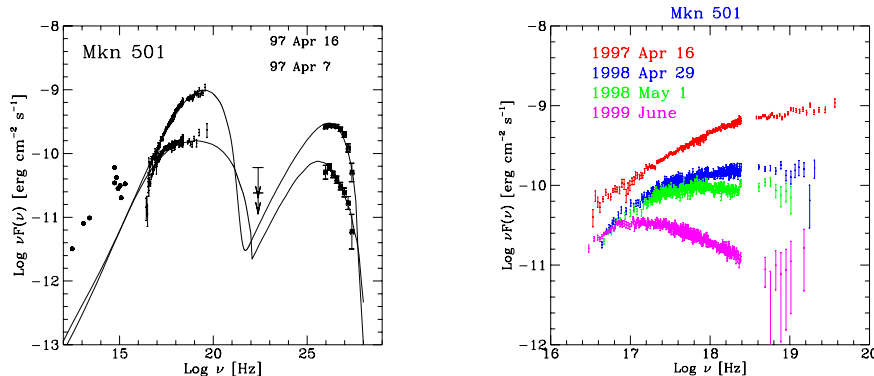 Mkn 501
97 Apr 16
97 Apr 7
Log νF(ν) [erg cm⁻² s⁻¹]
-8
-9
-10
-11
-12
-13
15
20
25
Log ν [Hz]
Mkn 501
1997 Apr 16
1998 Apr 29
1998 May 1
1999 June
Log νF(ν) [erg cm⁻² s⁻¹]
-8
-9
-10
-11
-12
16
17
18
19
20
Log ν [Hz]